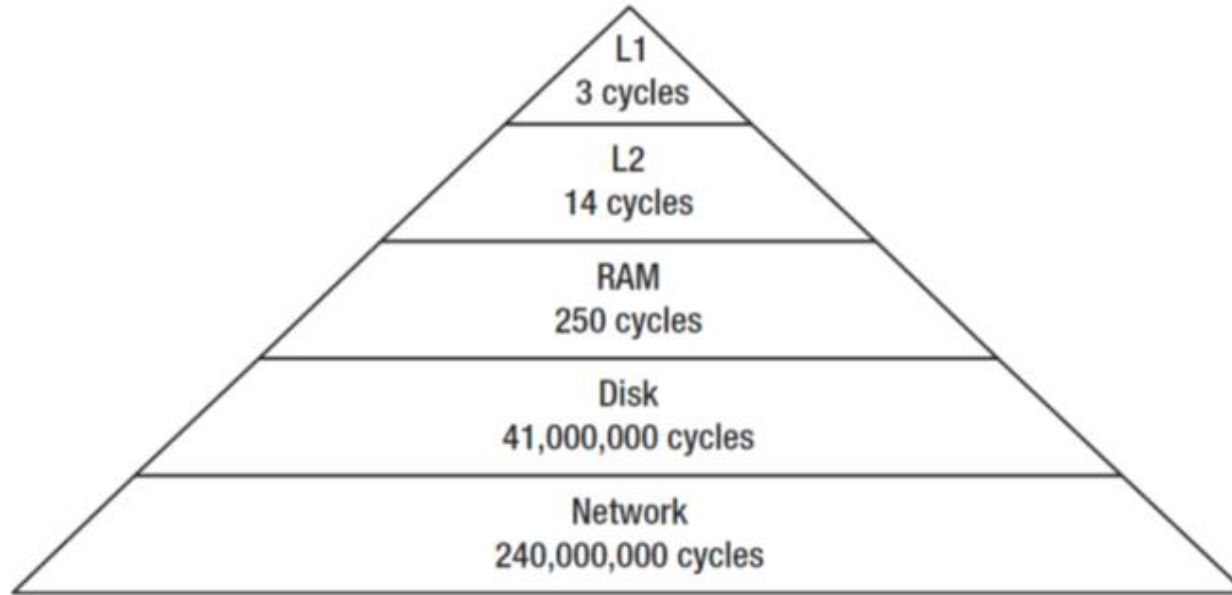 L1
3 cycles
L2
14 cycles
RAM
250 cycles
Disk
41,000,000 cycles
Network
240,000,000 cycles